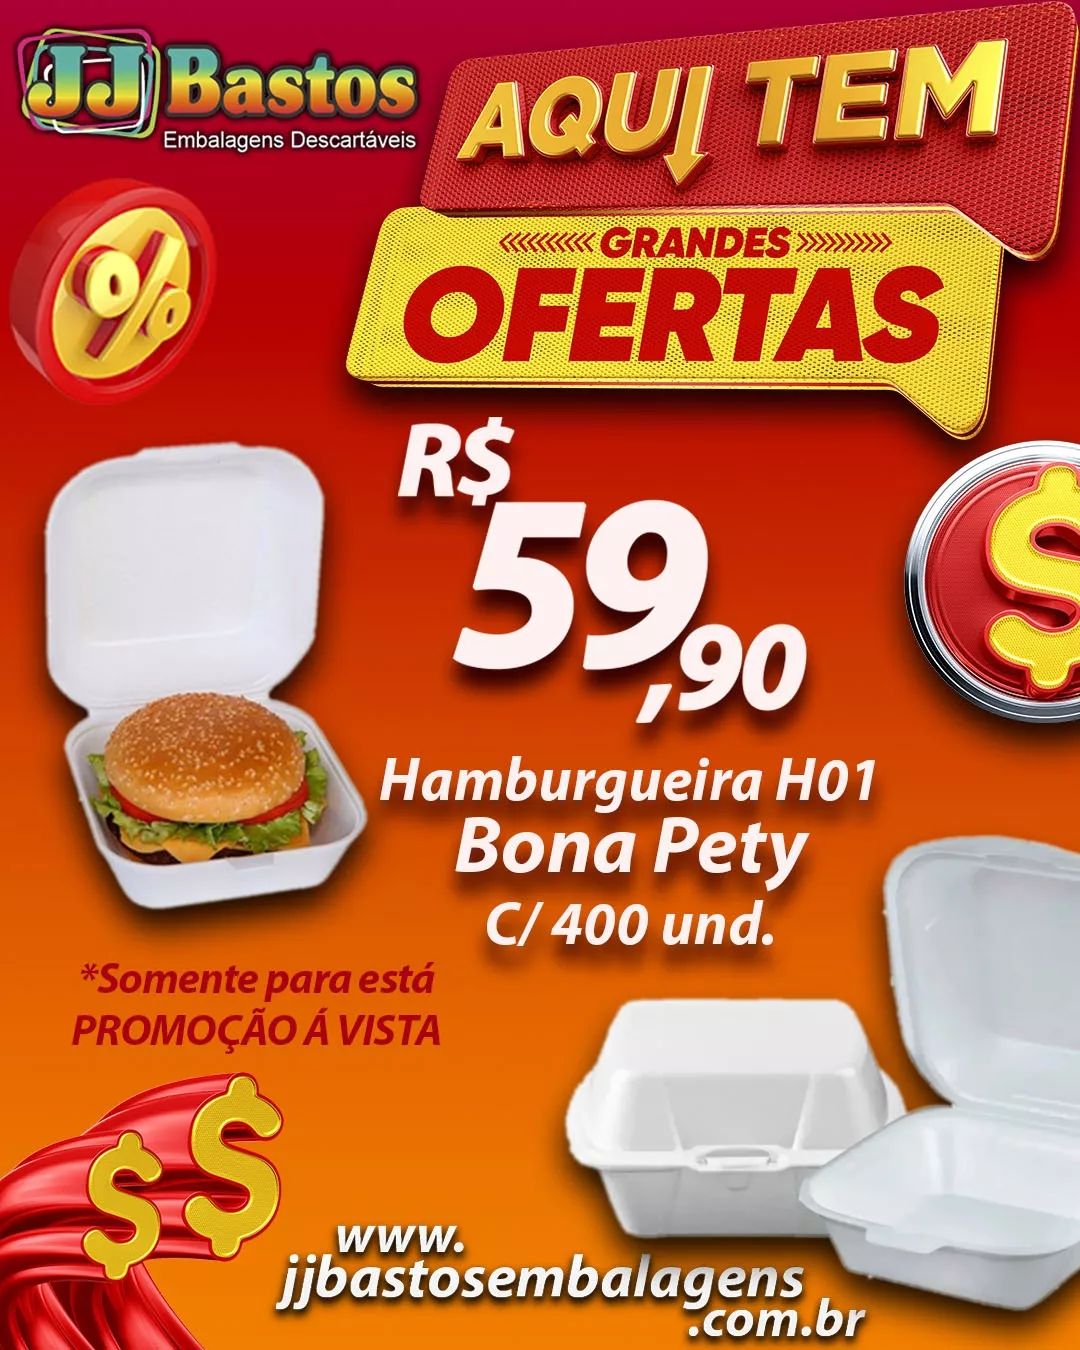 JJ Bastos
Embalagens Descartáveis
AQUI TEM
GRANDES
OFERTAS
R$
59,90
Hamburgueira H01
Bona Pety
C/ 400 und.
*Somente para está
PROMOÇÃO Á VISTA
www.
jjbastosembalagens
.com.br